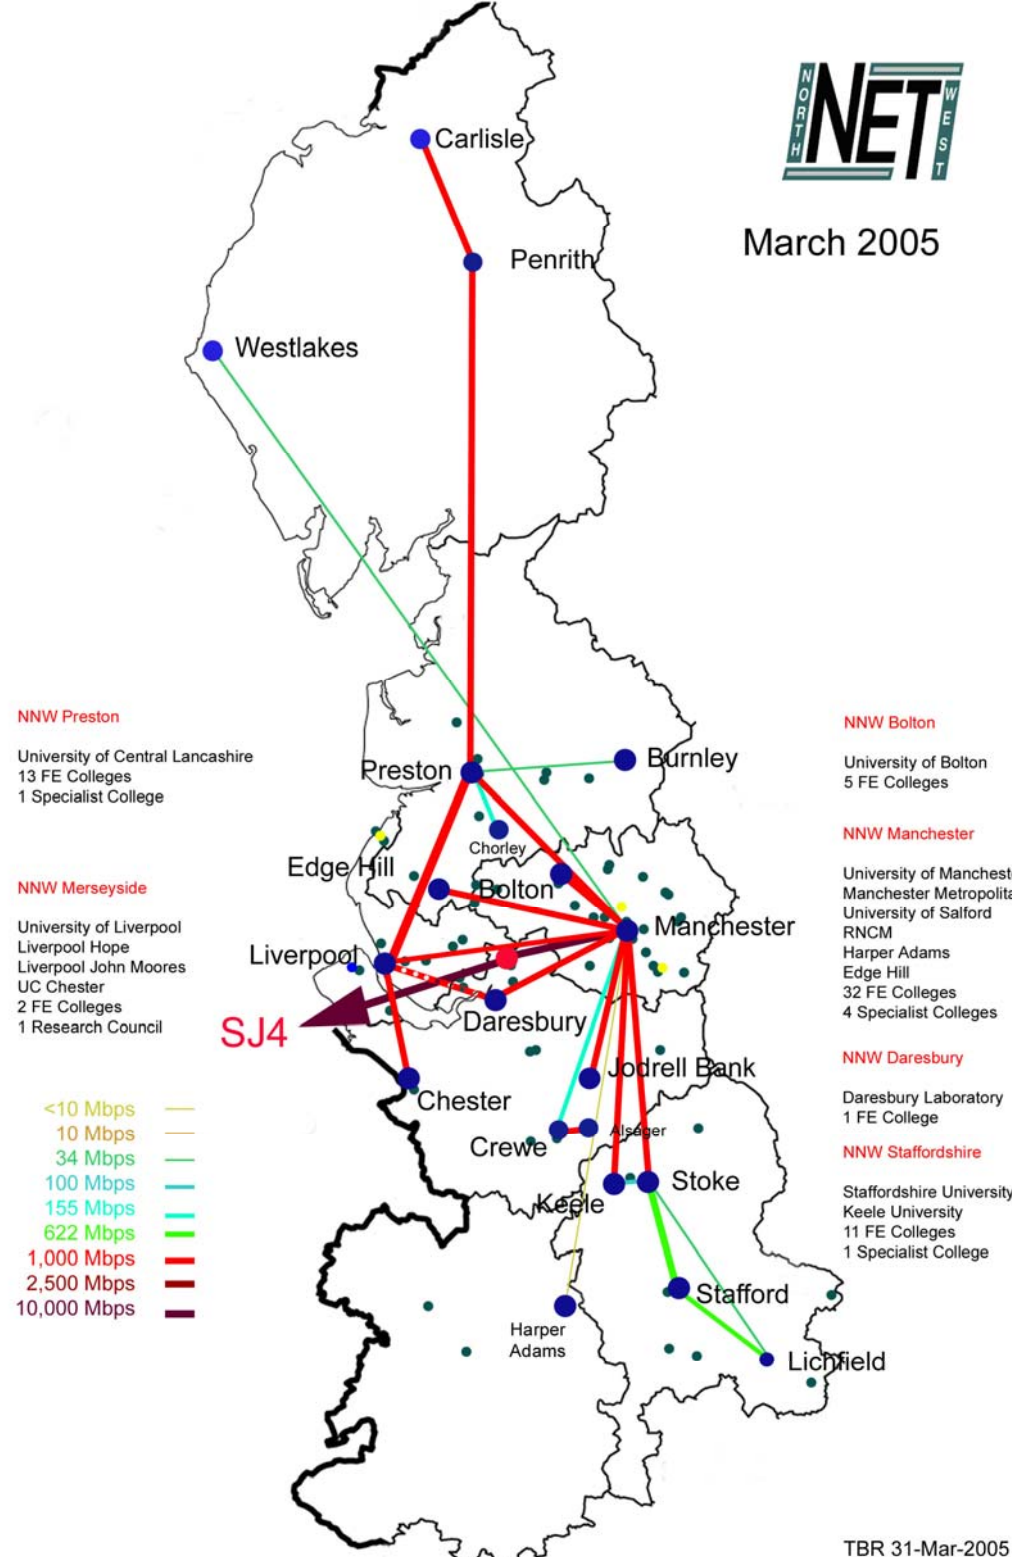 NORTH
NET
WEST
March 2005
Carlisle
Penrith
Westlakes
Preston
Burnley
Chorley
Edge Hill
Bolton
Manchester
Liverpool
SJ4
Daresbury
Jodrell Bank
Chester
Alsager
Crewe
Keele
Stoke
Stafford
Harper
Adams
Lichfield
NNW Preston
University of Central Lancashire
13 FE Colleges
1 Specialist College
NNW Merseyside
University of Liverpool
Liverpool Hope
Liverpool John Moores
UC Chester
2 FE Colleges
1 Research Council
<10 Mbps
10 Mbps
34 Mbps
100 Mbps
155 Mbps
622 Mbps
1,000 Mbps
2,500 Mbps
10,000 Mbps
NNW Bolton
University of Bolton
5 FE Colleges
NNW Manchester
University of Manchest
Manchester Metropolita
University of Salford
RNCM
Harper Adams
Edge Hill
32 FE Colleges
4 Specialist Colleges
NNW Daresbury
Daresbury Laboratory
1 FE College
NNW Staffordshire
Staffordshire University
Keele University
11 FE Colleges
1 Specialist College
TBR 31-Mar-2005